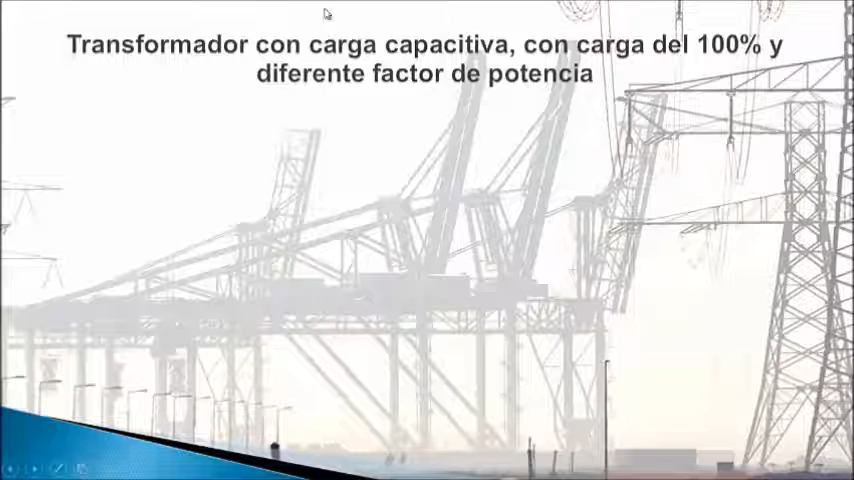 Transformador con carga capacitiva, con carga del 100% y
diferente factor de potencia